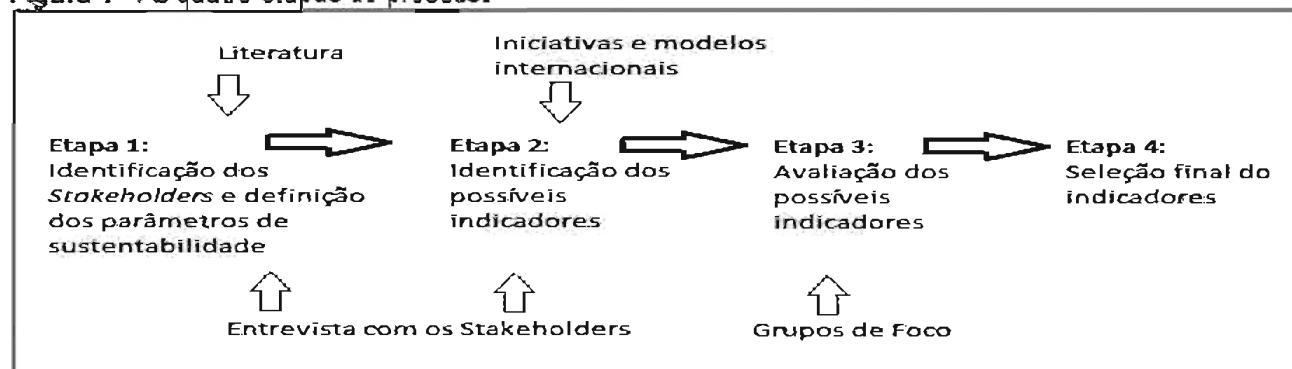 Literatura
Iniciativas e modelos
internacionais
Etapa 1:
Identificação dos
Stakeholders e definição
dos parâmetros de
sustentabilidade
Etapa 2:
Identificação dos
possíveis
indicadores
Etapa 3:
Avaliação dos
possíveis
indicadores
Etapa 4:
Seleção final do
indicadores
Entrevista com os Stakeholders
Grupos de Foco